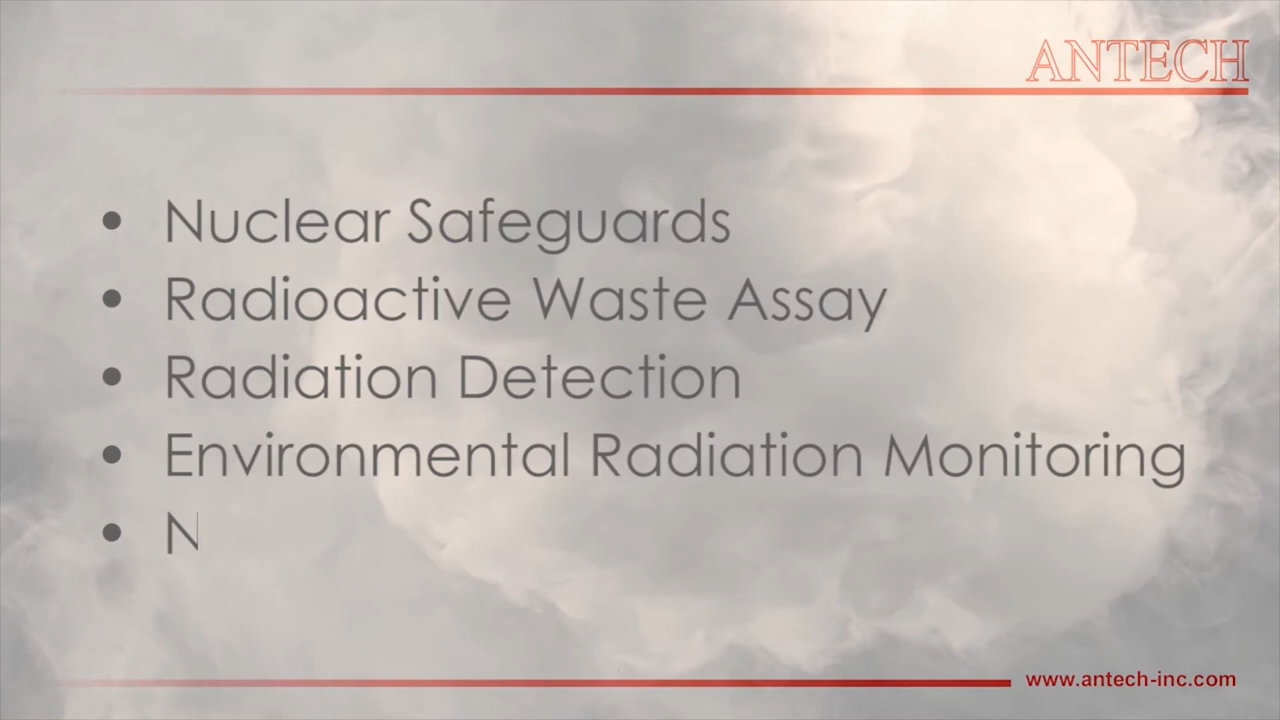 ANTECH
• Nuclear Safeguards
• Radioactive Waste Assay
• Radiation Detection
• Environmental Radiation Monitoring
• N
www.antech-inc.com